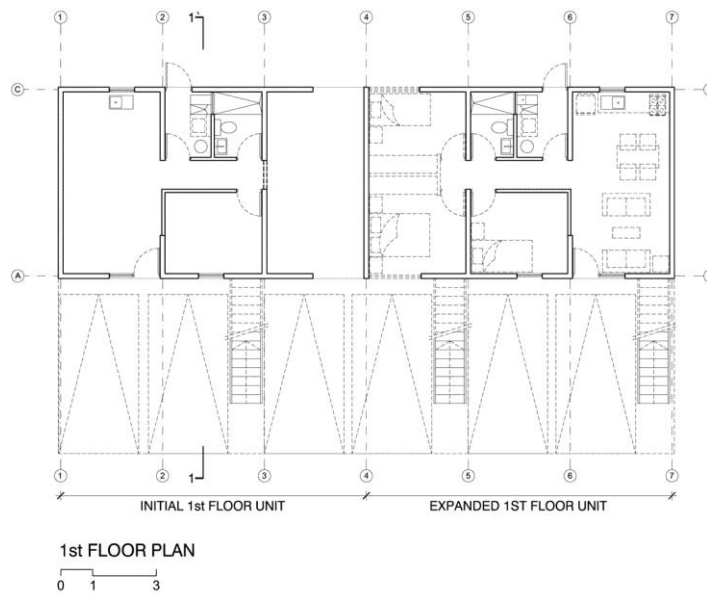 1 2 1' 3 4 5 6 7
C C
A
1 2 1 3 4 5 6 7
INITIAL 1st FLOOR UNIT EXPANDED 1ST FLOOR UNIT
1st FLOOR PLAN
0 1 3